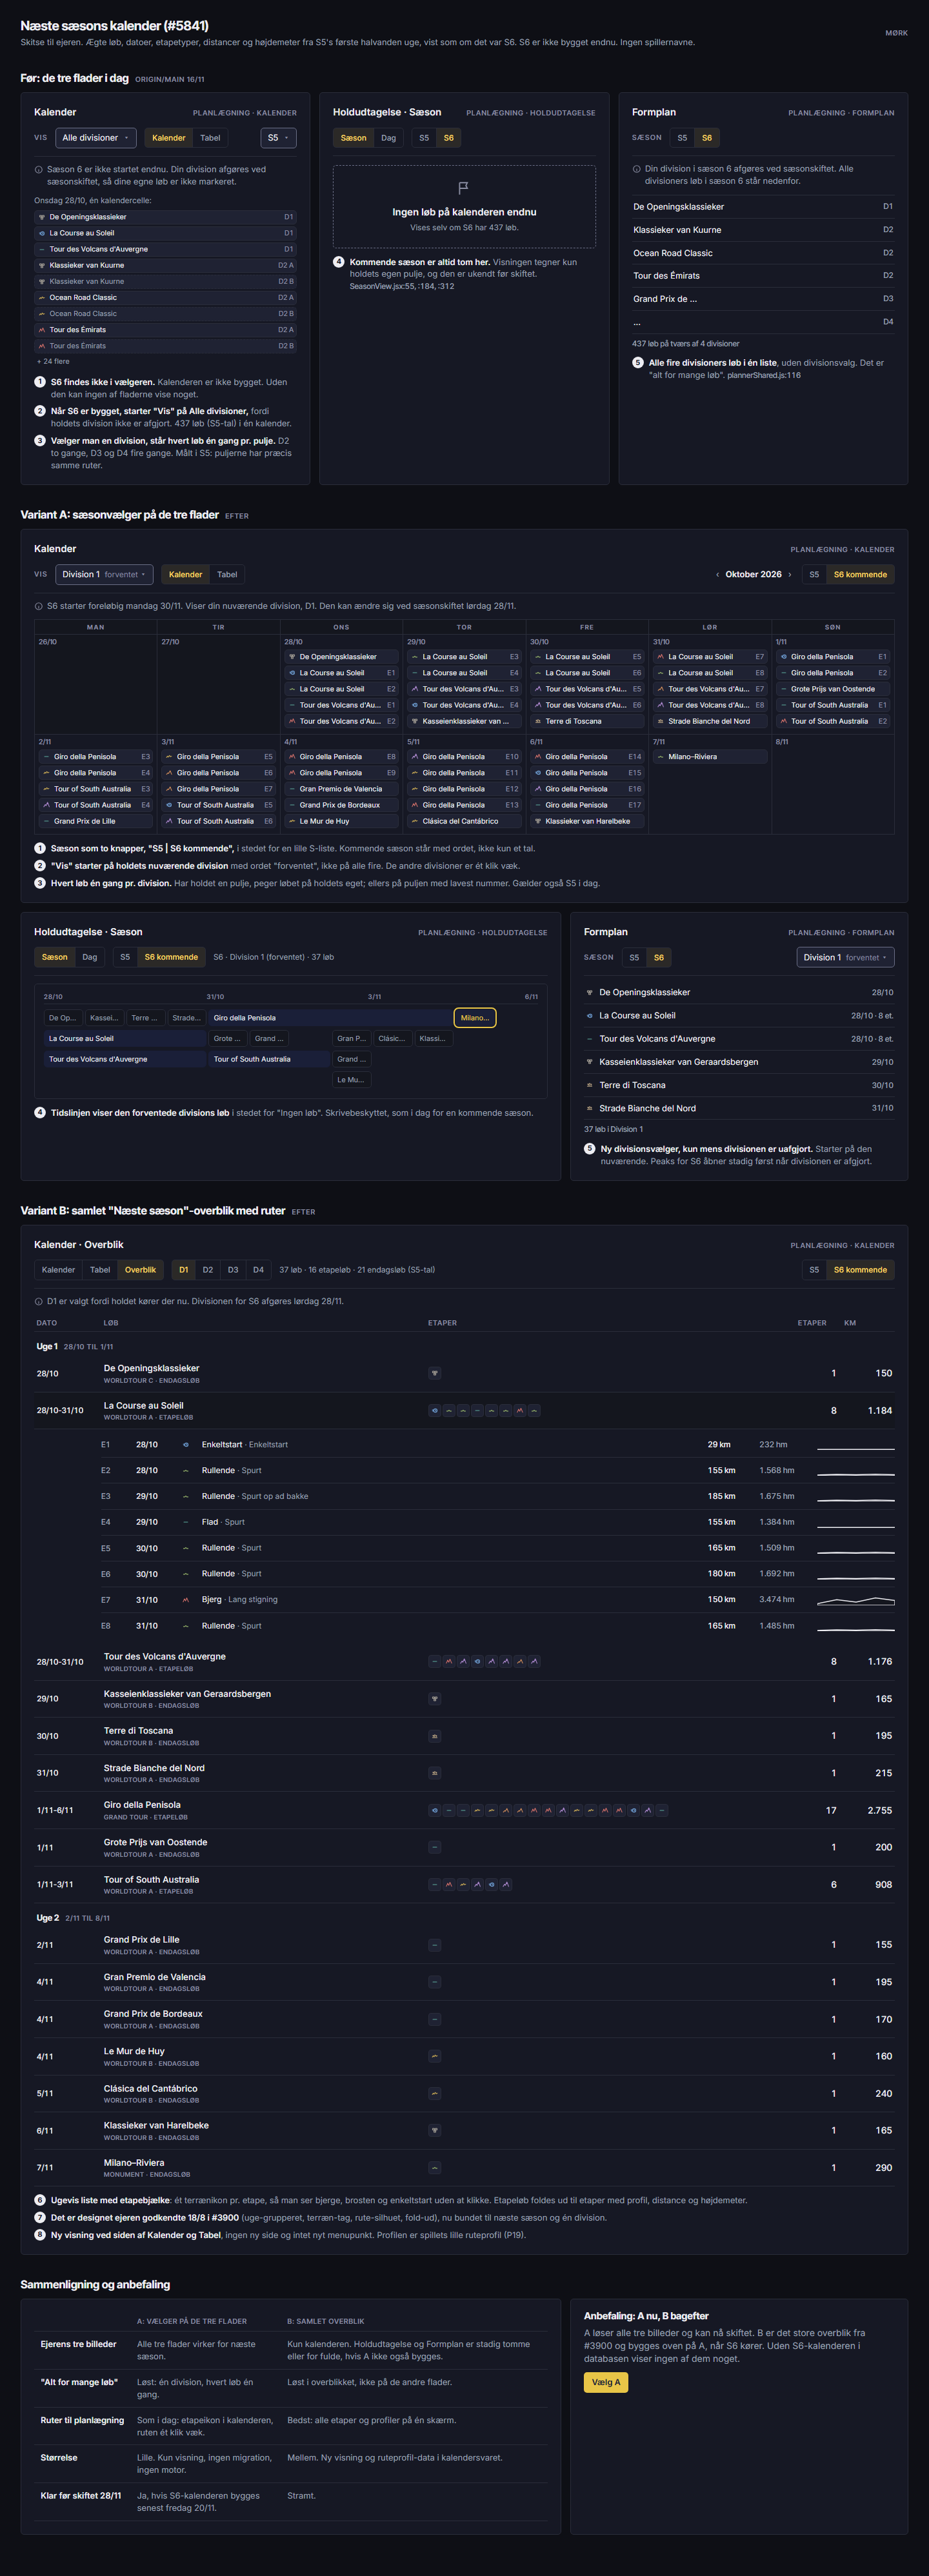 Næste sæsons kalender (#5841)
Skitse til ejeren. Ægte løb, datoer, etapetyper, distancer og højdemeter fra S5's første halvanden uge, vist som om det var S6. S6 er ikke bygget endnu. Ingen spillernavne.
MØRK
Før: de tre flader i dag ORIGIN/MAIN 16/11
Kalender PLANLÆGNING · KALENDER
VIS Alle divisioner Kalender Tabel S5
Sæson 6 er ikke startet endnu. Din division afgøres ved
sæsonskiftet, så dine egne løb er ikke markeret.
Onsdag 28/10, én kalendercelle:
De Openingsklassieker D1
La Course au Soleil D1
Tour des Volcans d'Auvergne D1
Klassieker van Kuurne D2 A
Klassieker van Kuurne D2 B
Ocean Road Classic D2 A
Ocean Road Classic D2 B
Tour des Émirats D2 A
Tour des Émirats D2 B
+ 24 flere
1 S6 findes ikke i vælgeren. Kalenderen er ikke bygget. Uden
den kan ingen af fladerne vise noget.
2 Når S6 er bygget, starter "Vis" på Alle divisioner, fordi
holdets division ikke er afgjort. 437 løb (S5-tal) i én kalender.
3 Vælger man en division, står hvert løb én gang pr. pulje. D2
to gange, D3 og D4 fire gange. Målt i S5: puljerne har præcis
samme ruter.
Holdudtagelse · Sæson PLANLÆGNING · HOLDUDTAGELSE
Sæson Dag S5 S6
Ingen løb på kalenderen endnu
Vises selv om S6 har 437 løb.
4 Kommende sæson er altid tom her. Visningen tegner kun
holdets egen pulje, og den er ukendt før skiftet.
SeasonView.jsx:55, :184, :312
Formplan PLANLÆGNING · FORMPLAN
SÆSON S5 S6
Din division i sæson 6 afgøres ved sæsonskiftet. Alle
divisioners løb i sæson 6 står nedenfor.
De Openingsklassieker D1
Klassieker van Kuurne D2
Ocean Road Classic D2
Tour des Émirats D2
Grand Prix de ... D3
... D4
437 løb på tværs af 4 divisioner
5 Alle fire divisioners løb i én liste, uden divisionsvalg. Det er
"alt for mange løb". plannerShared.js:116
Variant A: sæsonvælger på de tre flader EFTER
Kalender PLANLÆGNING · KALENDER
VIS Division 1 forventet Kalender Tabel ‹ Oktober 2026 › S5 S6 kommende
S6 starter foreløbig mandag 30/11. Viser din nuværende division, D1. Den kan ændre sig ved sæsonskiftet lørdag 28/11.
MAN TIR ONS TOR FRE LØR SØN
26/10 27/10 28/10 29/10 30/10 31/10 1/11
De Openingsklassieker La Course au Soleil E3 La Course au Soleil E5 La Course au Soleil E7 Giro della Penisola E1
La Course au Soleil E1 La Course au Soleil E4 La Course au Soleil E6 La Course au Soleil E8 Giro della Penisola E2
La Course au Soleil E2 Tour des Volcans d'Au... E3 Tour des Volcans d'Au... E5 Tour des Volcans d'Au... E7 Grote Prijs van Oostende
Tour des Volcans d'Au... E1 Tour des Volcans d'Au... E4 Tour des Volcans d'Au... E6 Tour des Volcans d'Au... E8 Tour of South Australia E1
Tour des Volcans d'Au... E2 Kasseienklassieker van ... Terre di Toscana Strade Bianche del Nord Tour of South Australia E2
2/11 3/11 4/11 5/11 6/11 7/11 8/11
Giro della Penisola E3 Giro della Penisola E5 Giro della Penisola E8 Giro della Penisola E10 Giro della Penisola E14 Milano–Riviera
Giro della Penisola E4 Giro della Penisola E6 Giro della Penisola E9 Giro della Penisola E11 Giro della Penisola E15
Tour of South Australia E3 Giro della Penisola E7 Gran Premio de Valencia Giro della Penisola E12 Giro della Penisola E16
Tour of South Australia E4 Tour of South Australia E5 Grand Prix de Bordeaux Giro della Penisola E13 Giro della Penisola E17
Grand Prix de Lille Tour of South Australia E6 Le Mur de Huy Clásica del Cantábrico Klassieker van Harelbeke
1 Sæson som to knapper, "S5 | S6 kommende", i stedet for en lille S-liste. Kommende sæson står med ordet, ikke kun et tal.
2 "Vis" starter på holdets nuværende division med ordet "forventet", ikke på alle fire. De andre divisioner er ét klik væk.
3 Hvert løb én gang pr. division. Har holdet en pulje, peger løbet på holdets eget; ellers på puljen med lavest nummer. Gælder også S5 i dag.
Holdudtagelse · Sæson PLANLÆGNING · HOLDUDTAGELSE
Sæson Dag S5 S6 kommende S6 · Division 1 (forventet) · 37 løb
28/10 31/10 3/11 6/11
De Op... Kassei... Terre ... Strade... Giro della Penisola Milano...
La Course au Soleil Grote ... Grand ... Gran P... Clásic... Klassi...
Tour des Volcans d'Auvergne Tour of South Australia Grand ...
Le Mu...
4 Tidslinjen viser den forventede divisions løb i stedet for "Ingen løb". Skrivebeskyttet, som i dag for en kommende sæson.
Formplan PLANLÆGNING · FORMPLAN
SÆSON S5 S6 Division 1 forventet
De Openingsklassieker 28/10
La Course au Soleil 28/10 · 8 et.
Tour des Volcans d'Auvergne 28/10 · 8 et.
Kasseienklassieker van Geraardsbergen 29/10
Terre di Toscana 30/10
Strade Bianche del Nord 31/10
37 løb i Division 1
5 Ny divisionsvælger, kun mens divisionen er uafgjort. Starter på den
nuværende. Peaks for S6 åbner stadig først når divisionen er afgjort.
Variant B: samlet "Næste sæson"-overblik med ruter EFTER
Kalender · Overblik PLANLÆGNING · KALENDER
Kalender Tabel Overblik D1 D2 D3 D4 37 løb · 16 etapeløb · 21 endagsløb (S5-tal) S5 S6 kommende
D1 er valgt fordi holdet kører der nu. Divisionen for S6 afgøres lørdag 28/11.
DATO LØB ETAPER ETAPER KM
Uge 1 28/10 TIL 1/11
28/10 De Openingsklassieker 1 150
WORLDTOUR C · ENDAGSLØB
28/10-31/10 La Course au Soleil 8 1.184
WORLDTOUR A · ETAPELØB
E1 28/10 Enkeltstart · Enkeltstart 29 km 232 hm
E2 28/10 Rullende · Spurt 155 km 1.568 hm
E3 29/10 Rullende · Spurt op ad bakke 185 km 1.675 hm
E4 29/10 Flad · Spurt 155 km 1.384 hm
E5 30/10 Rullende · Spurt 165 km 1.509 hm
E6 30/10 Rullende · Spurt 180 km 1.692 hm
E7 31/10 Bjerg · Lang stigning 150 km 3.474 hm
E8 31/10 Rullende · Spurt 165 km 1.485 hm
28/10-31/10 Tour des Volcans d'Auvergne 8 1.176
WORLDTOUR A · ETAPELØB
29/10 Kasseienklassieker van Geraardsbergen 1 165
WORLDTOUR B · ENDAGSLØB
30/10 Terre di Toscana 1 195
WORLDTOUR B · ENDAGSLØB
31/10 Strade Bianche del Nord 1 215
WORLDTOUR A · ENDAGSLØB
1/11-6/11 Giro della Penisola 17 2.755
GRAND TOUR · ETAPELØB
1/11 Grote Prijs van Oostende 1 200
WORLDTOUR A · ENDAGSLØB
1/11-3/11 Tour of South Australia 6 908
WORLDTOUR A · ETAPELØB
Uge 2 2/11 TIL 8/11
2/11 Grand Prix de Lille 1 155
WORLDTOUR A · ENDAGSLØB
4/11 Gran Premio de Valencia 1 195
WORLDTOUR A · ENDAGSLØB
4/11 Grand Prix de Bordeaux 1 170
WORLDTOUR A · ENDAGSLØB
4/11 Le Mur de Huy 1 160
WORLDTOUR B · ENDAGSLØB
5/11 Clásica del Cantábrico 1 240
WORLDTOUR B · ENDAGSLØB
6/11 Klassieker van Harelbeke 1 165
WORLDTOUR B · ENDAGSLØB
7/11 Milano–Riviera 1 290
MONUMENT · ENDAGSLØB
6 Ugevis liste med etapebjælke: ét terrænikon pr. etape, så man ser bjerge, brosten og enkeltstart uden at klikke. Etapeløb foldes ud til etaper med profil, distance og højdemeter.
7 Det er designet ejeren godkendte 18/8 i #3900 (uge-grupperet, terræn-tag, rute-silhuet, fold-ud), nu bundet til næste sæson og én division.
8 Ny visning ved siden af Kalender og Tabel, ingen ny side og intet nyt menupunkt. Profilen er spillets lille ruteprofil (P19).
Sammenligning og anbefaling
A: VÆLGER PÅ DE TRE FLADER B: SAMLET OVERBLIK
Ejerens tre billeder Alle tre flader virker for næste
sæson. Kun kalenderen. Holdudtagelse og Formplan er stadig tomme
eller for fulde, hvis A ikke også bygges.
"Alt for mange løb" Løst: én division, hvert løb én
gang. Løst i overblikket, ikke på de andre flader.
Ruter til planlægning Som i dag: etapeikon i kalenderen,
ruten ét klik væk. Bedst: alle etaper og profiler på én skærm.
Størrelse Lille. Kun visning, ingen migration,
ingen motor. Mellem. Ny visning og ruteprofil-data i kalendersvaret.
Klar før skiftet 28/11 Ja, hvis S6-kalenderen bygges
senest fredag 20/11. Stramt.
Anbefaling: A nu, B bagefter
A løser alle tre flader og kan nå skiftet. B er det store overblik fra
#3900 og bygges oven på A, når S6 kører. Uden S6-kalenderen i
databasen viser ingen af dem noget.
Vælg A